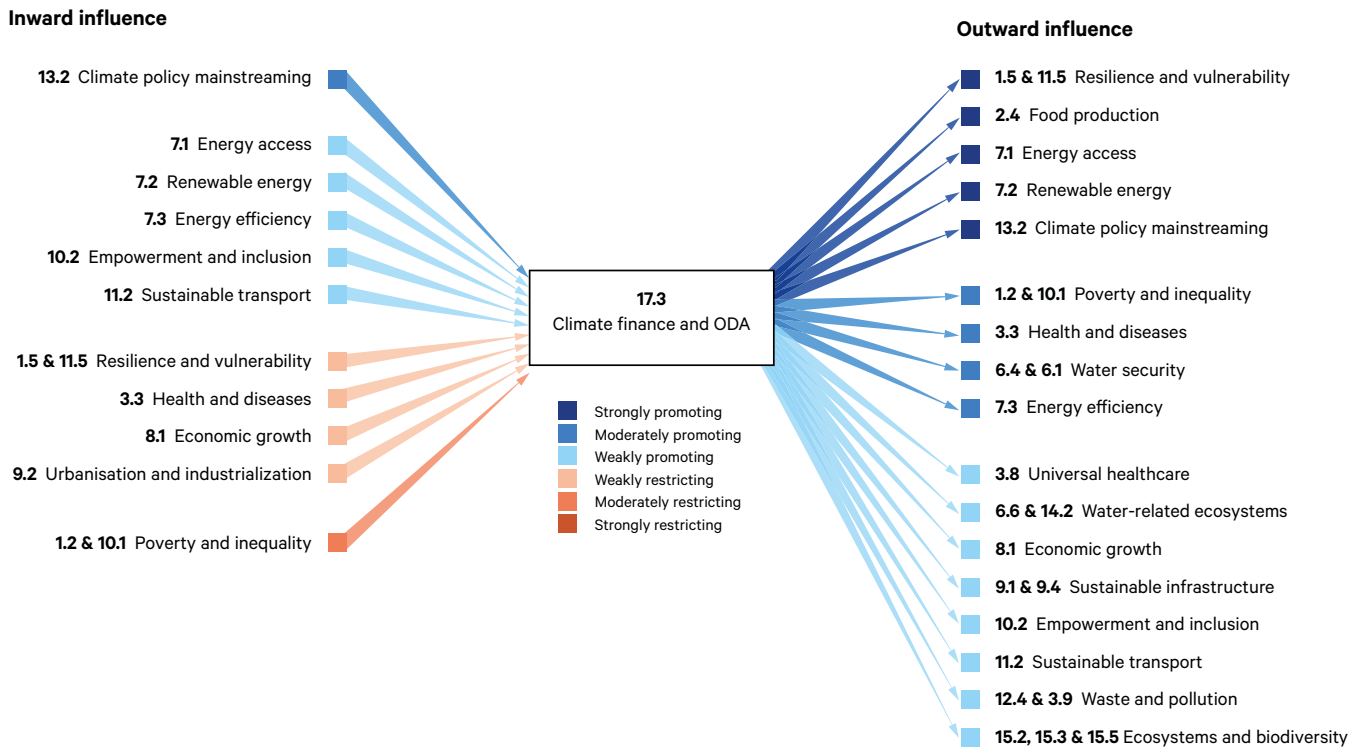 Inward influence
13.2 Climate policy mainstreaming
7.1 Energy access
7.2 Renewable energy
7.3 Energy efficiency
10.2 Empowerment and inclusion
11.2 Sustainable transport
1.5 & 11.5 Resilience and vulnerability
3.3 Health and diseases
8.1 Economic growth
9.2 Urbanisation and industrialization
1.2 & 10.1 Poverty and inequality
17.3
Climate finance and ODA
Strongly promoting
Moderately promoting
Weakly promoting
Weakly restricting
Moderately restricting
Strongly restricting
Outward influence
1.5 & 11.5 Resilience and vulnerability
2.4 Food production
7.1 Energy access
7.2 Renewable energy
13.2 Climate policy mainstreaming
1.2 & 10.1 Poverty and inequality
3.3 Health and diseases
6.4 & 6.1 Water security
7.3 Energy efficiency
3.8 Universal healthcare
6.6 & 14.2 Water-related ecosystems
8.1 Economic growth
9.1 & 9.4 Sustainable infrastructure
10.2 Empowerment and inclusion
11.2 Sustainable transport
12.4 & 3.9 Waste and pollution
15.2, 15.3 & 15.5 Ecosystems and biodiversity